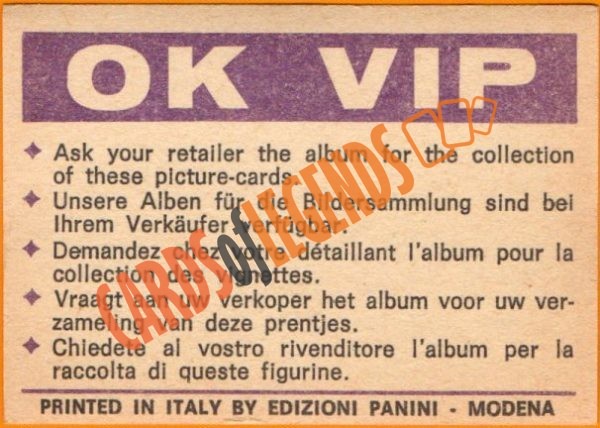 OK VIP
Ask your retailer the album for the collection
of these picture-cards.
Unsere Alben für die Bildersammlung sind bei
Ihrem Verkäufer verfügbar.
Demandez chez votre détaillant l'album pour la
collection des vignettes.
Vraagt aan uw verkoper het album voor uw ver-
zameling van deze prentjes.
Chiedete al vostro rivenditore l'album per la
raccolta di queste figurine.
PRINTED IN ITALY BY EDIZIONI PANINI - MODENA
CARDS of LEGENDS